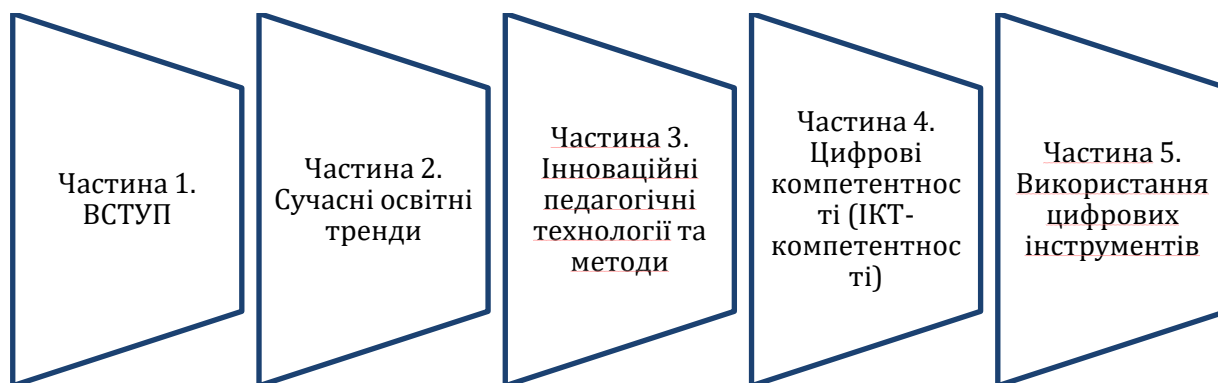 Частина 1.
ВСТУП
Частина 2.
Сучасні освітні
тренди
Частина 3.
Інноваційні
педагогічні
технології та
методи
Частина 4.
Цифрові
компетентнос
ті (ІКТ-
компетентнос
ті)
Частина 5.
Використання
цифрових
інструментів